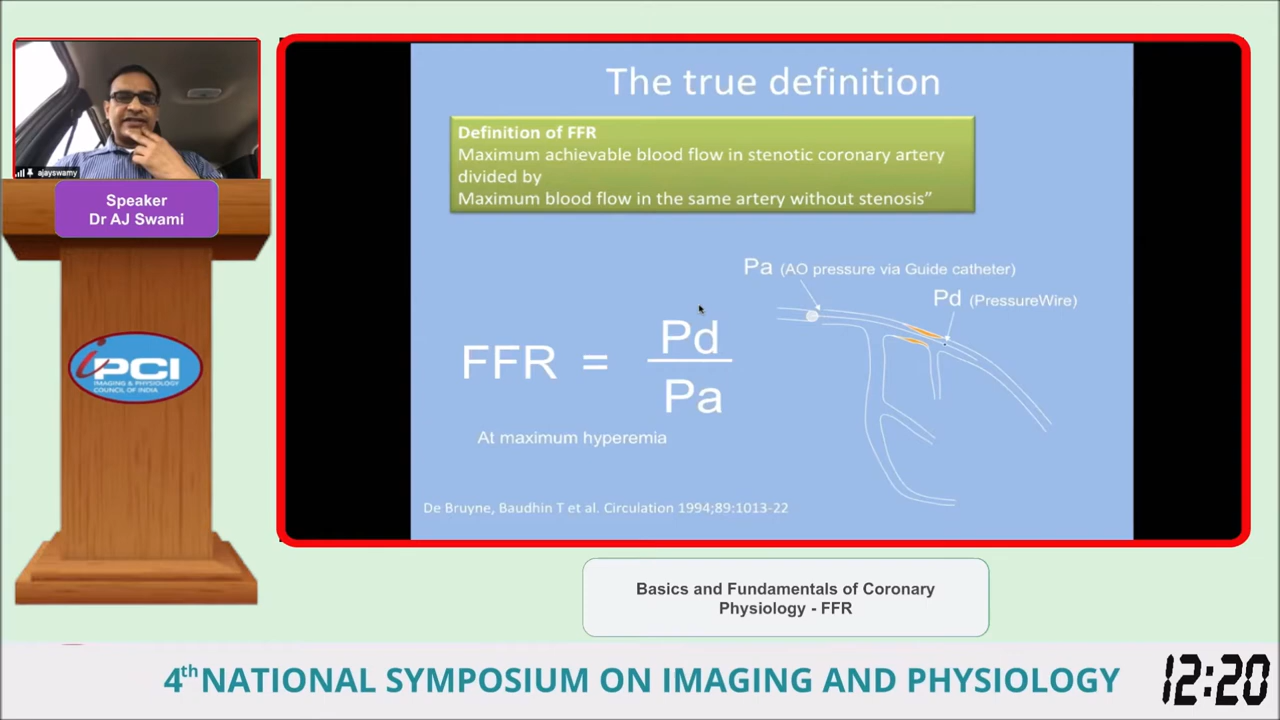 ajayswamy
Speaker
Dr AJ Swami
iPCI
IMAGING & PHYSIOLOGY
COUNCIL OF INDIA
The true definition
Definition of FFR
Maximum achievable blood flow in stenotic coronary artery
divided by
Maximum blood flow in the same artery without stenosis”
Pa (AO pressure via Guide catheter)
Pd (PressureWire)
FFR = Pd
Pa
At maximum hyperemia
De Bruyne, Baudhin T et al. Circulation 1994;89:1013-22
Basics and Fundamentals of Coronary
Physiology - FFR
4th NATIONAL SYMPOSIUM ON IMAGING AND PHYSIOLOGY
12:20